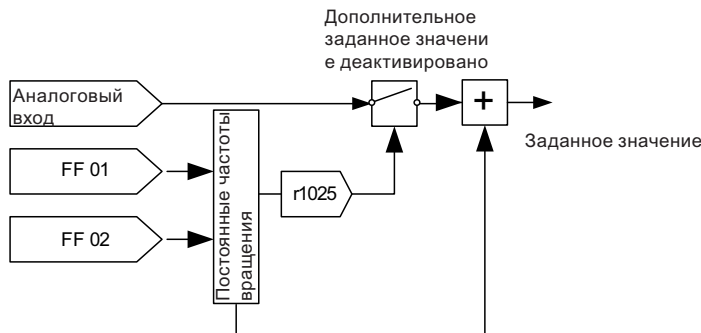 Дополнительное
заданное значени
е деактивировано
Аналоговый
вход
+
Заданное значение
FF 01
Постоянные частоты
вращения
r1025
FF 02